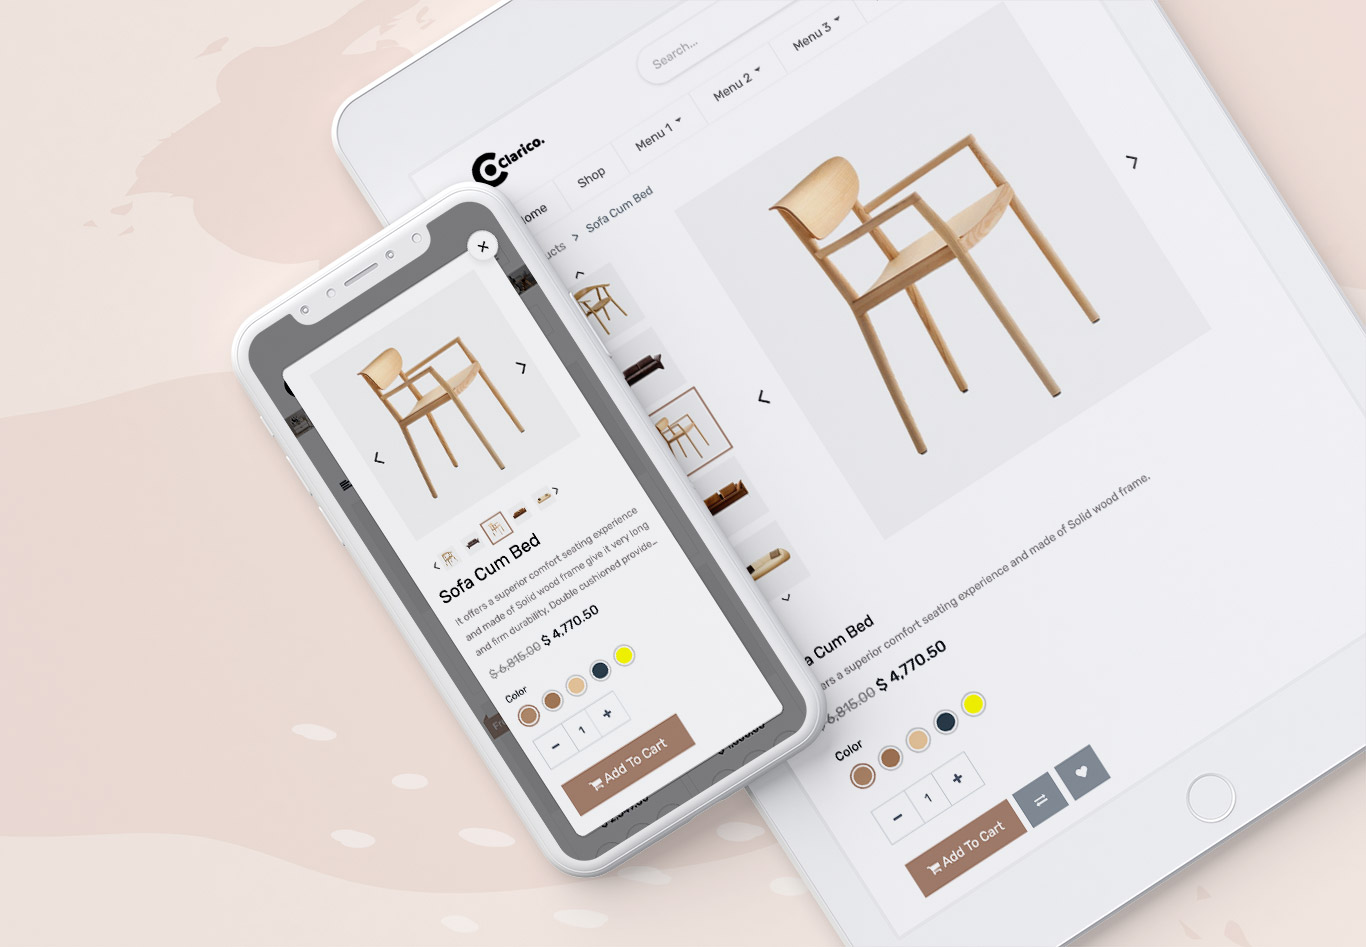 Search...
Clarico.
Shop
Menu 1
Menu 2
Menu 3
Sofa Cum Bed
Sofa Cum Bed
It offers a superior comfort seating experience
and made of Solid wood frame give it very long
and firm durability, Double cushioned provide...
$ 6,815.00 $ 4,770.50
Color
1
Add To Cart
Cum Bed
a superior comfort seating experience and made of Solid wood frame.
6,815.00 $ 4,770.50
Color
1
Add To Cart